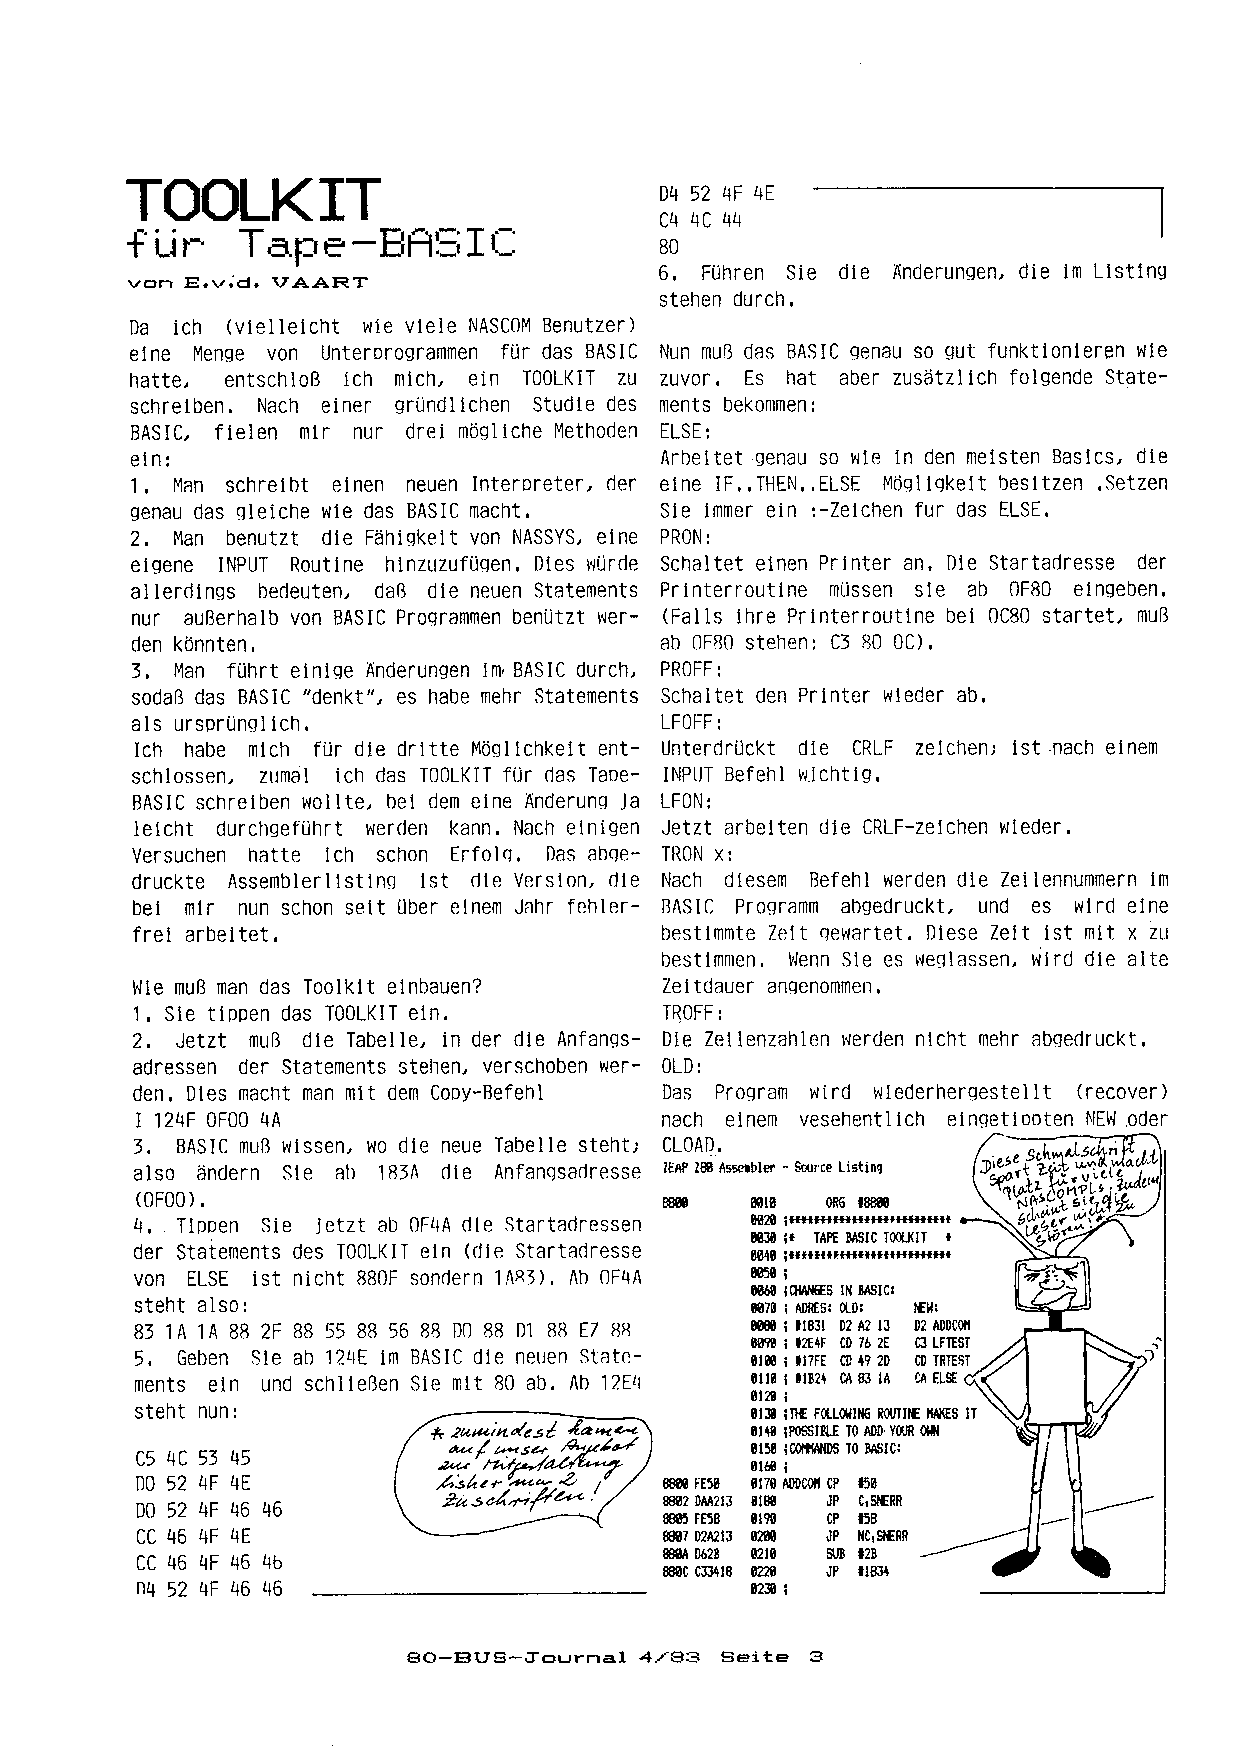 TOOLKIT
für Tape-BASIC
von E.v.d. VAART
Da ich (vielleicht wie viele NASCOM Benutzer)
eine Menge von Unterprogrammen für das BASIC
hatte, entschloß ich mich, ein TOOLKIT zu
schreiben. Nach einer gründlichen Studie des
BASIC, fielen mir nur drei mögliche Methoden
ein:
1. Man schreibt einen neuen Interpreter, der
genau das gleiche wie das BASIC macht.
2. Man benutzt die Fähigkeit von NASSYS, eine
eigene INPUT Routine hinzuzufügen. Dies würde
allerdings bedeuten, daß die neuen Statements
nur außerhalb von BASIC Programmen benützt wer-
den könnten.
3. Man führt einige Änderungen im BASIC durch,
sodaß das BASIC "denkt", es habe mehr Statements
als ursprünglich.
Ich habe mich für die dritte Möglichkeit ent-
schlossen, zumal ich das TOOLKIT für das Tape-
BASIC schreiben wollte, bei dem eine Änderung ja
leicht durchgeführt werden kann. Nach einigen
Versuchen hatte ich schon Erfolg. Das abge-
druckte Assemblerlisting ist die Version, die
bei mir nun schon seit über einem Jahr fehler-
frei arbeitet.
Wie muß man das Toolkit einbauen?
1. Sie tippen das TOOLKIT ein.
2. Jetzt muß die Tabelle, in der die Anfangs-
adressen der Statements stehen, verschoben wer-
den. Dies macht man mit dem Copy-Befehl
I 124F 0F00 4A
3. BASIC muß wissen, wo die neue Tabelle steht;
also ändern Sie ab 183A die Anfangsadresse
(0F00).
4. Tippen Sie jetzt ab 0F4A die Startadressen
der Statements des TOOLKIT ein (die Startadresse
von ELSE ist nicht 880F sondern 1A83). Ab 0F4A
steht also:
83 1A 1A 88 2F 88 55 88 56 88 D0 88 D1 88 E7 88
5. Geben Sie ab 124E im BASIC die neuen State-
ments ein und schließen Sie mit 80 ab. Ab 12E4
steht nun:
C5 4C 53 45
D0 52 4F 4E
D0 52 4F 46 46
CC 46 4F 4E
CC 46 4F 46 46
D4 52 4F 46 46
* zumindest kamen
auf unser Angebot
zur Mitgestaltung
bisher nur 2
Zuschriften!
D4 52 4F 4E
C4 4C 44
80
6. Führen Sie die Änderungen, die im Listing
stehen durch.
Nun muß das BASIC genau so gut funktionieren wie
zuvor. Es hat aber zusätzlich folgende State-
ments bekommen:
ELSE:
Arbeitet genau so wie in den meisten Basics, die
eine IF..THEN..ELSE Mögligkeit besitzen .Setzen
Sie immer ein :-Zeichen fur das ELSE.
PRON:
Schaltet einen Printer an. Die Startadresse der
Printerroutine müssen sie ab 0F80 eingeben.
(Falls ihre Printerroutine bei 0C80 startet, muß
ab 0F80 stehen: C3 80 0C).
PROFF:
Schaltet den Printer wieder ab.
LFOFF:
Unterdrückt die CRLF zeichen; ist nach einem
INPUT Befehl wichtig.
LFON:
Jetzt arbeiten die CRLF-zeichen wieder.
TRON x:
Nach diesem Befehl werden die Zeilennummern im
BASIC Programm abgedruckt, und es wird eine
bestimmte Zeit gewartet. Diese Zeit ist mit x zu
bestimmen. Wenn Sie es weglassen, wird die alte
Zeitdauer angenommen.
TROFF:
Die Zeilenzahlen werden nicht mehr abgedruckt.
OLD:
Das Program wird wiederhergestellt (recover)
nach einem vesehentlich eingetippten NEW oder
CLOAD.
Diese Schmalschrift
spart Zeit und macht
Platz für viele
NASCOMPLs; zudem
scheint sie die
Leser nicht zu
stören! *
ZEAP Z80 Assembler - Source Listing
8800 0010 ORG #8800
0020 ;*************************
0030 ;* TAPE BASIC TOOLKIT *
0040 ;*************************
0050 ;
0060 ;CHANGES IN BASIC:
0070 ; ADRES: OLD: NEW:
0080 ; #1831 D2 A2 13 D2 ADDCOM
0090 ; #2E4F CD 76 2E C3 LFTEST
0100 ; #17FE CD 49 2D CD TRTEST
0110 ; #1B24 CA 83 1A CA ELSE
0120 ;
0130 ;THE FOLLOWING ROUTINE MAKES IT
0140 ;POSSIBLE TO ADD YOUR OWN
0150 ;COMMANDS TO BASIC:
0160 ;
8800 FE50 0170 ADDCOM CP #50
8802 DAA213 0180 JP C,SNERR
8805 FE5B 0190 CP #5B
8807 D2A213 0200 JP NC,SNERR
880A D62B 0210 SUB #2B
880C C33418 0220 JP #1834
0230 ;
80-BUS-Journal 4/83 Seite 3